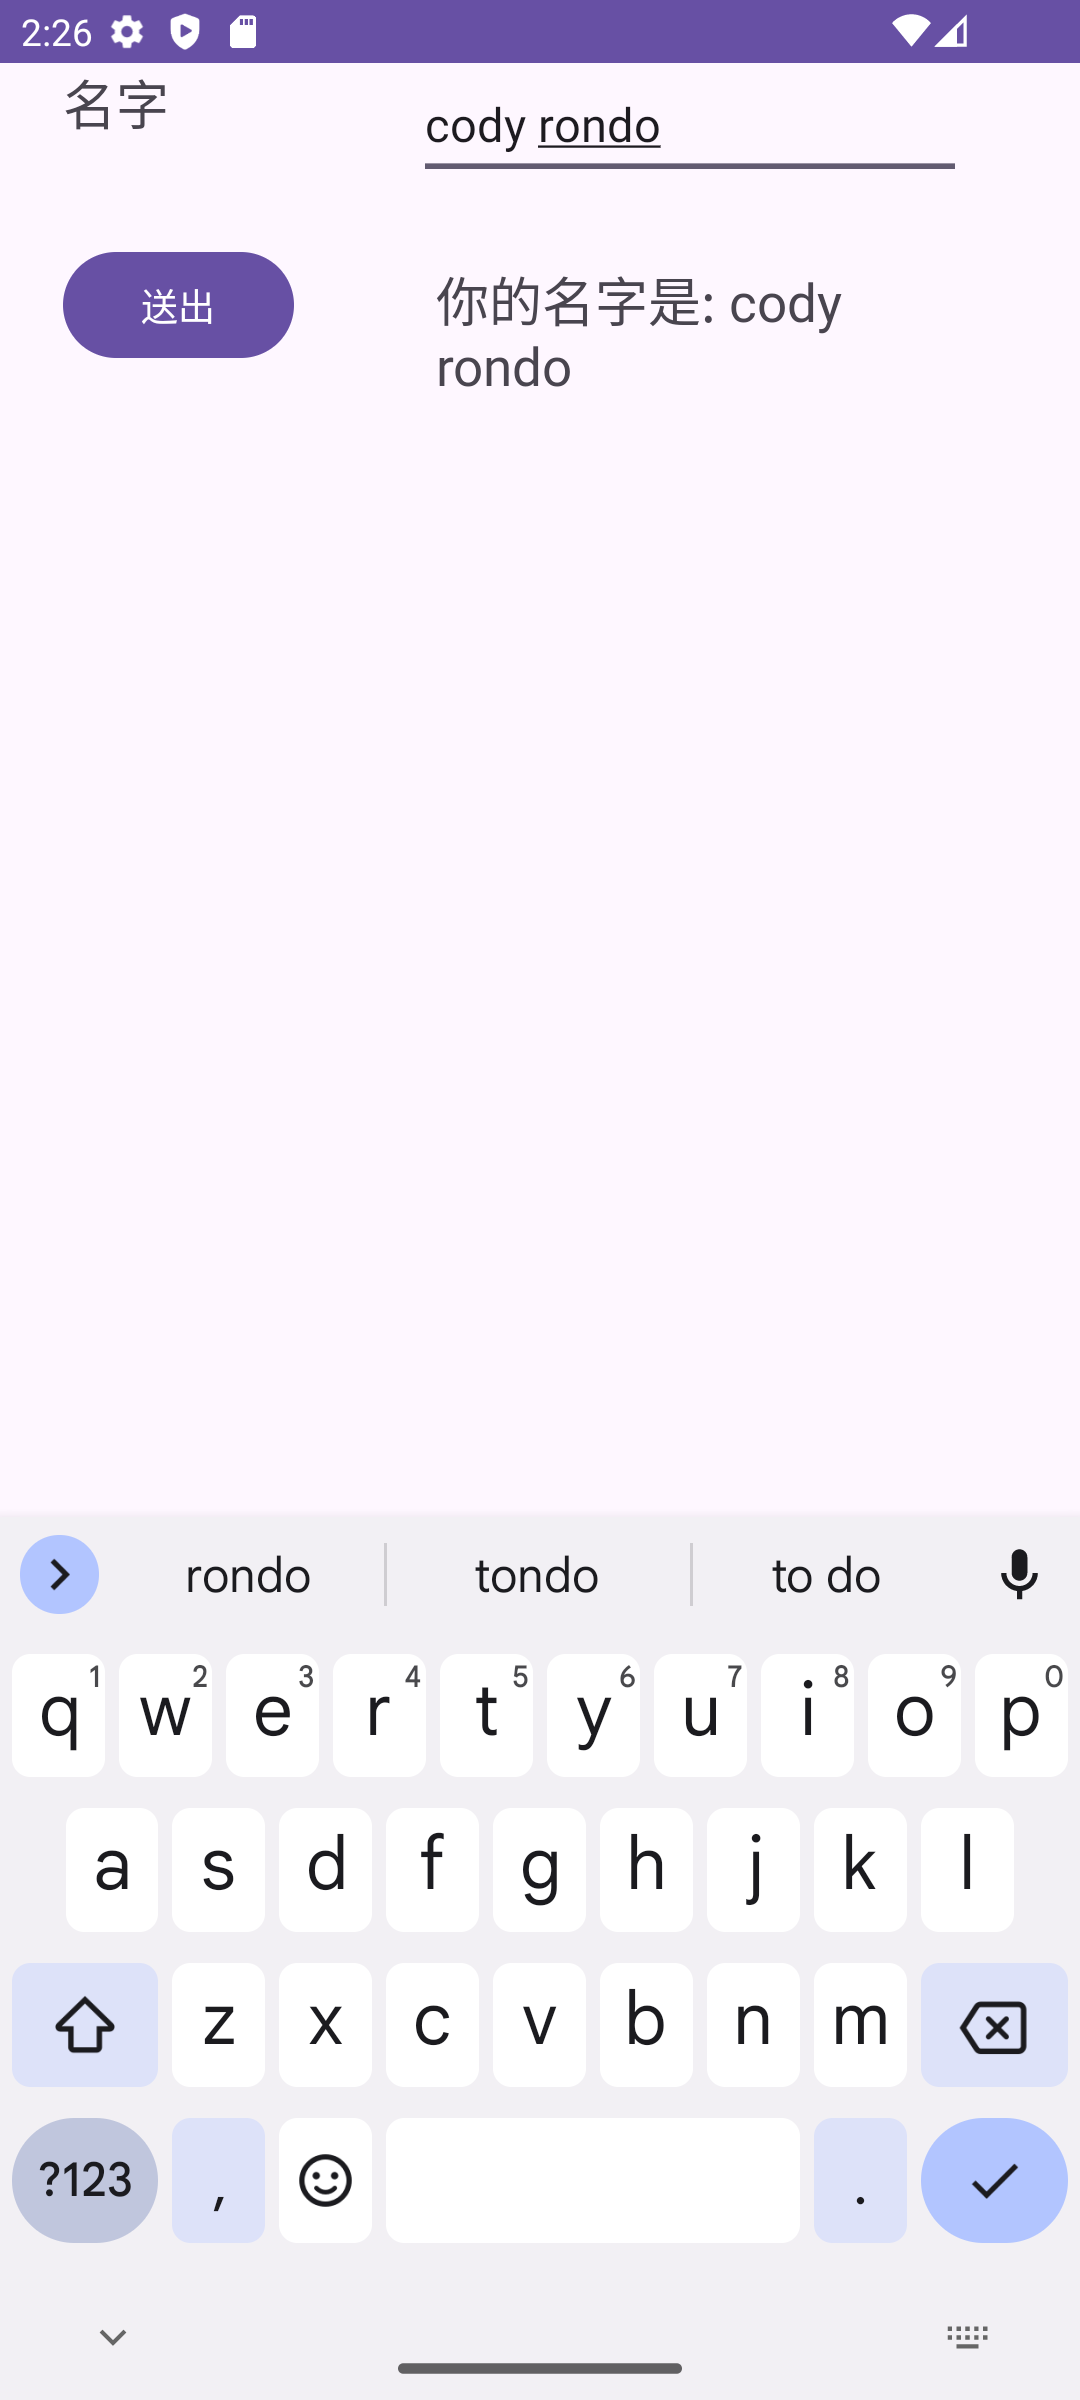 2:26
名字
cody rondo
送出
你的名字是: cody
rondo
rondo tondo to do
q1 w2 e3 r4 t5 y6 u7 i8 o9 p0
a s d f g h j k l
z x c v b n m
?123 , .